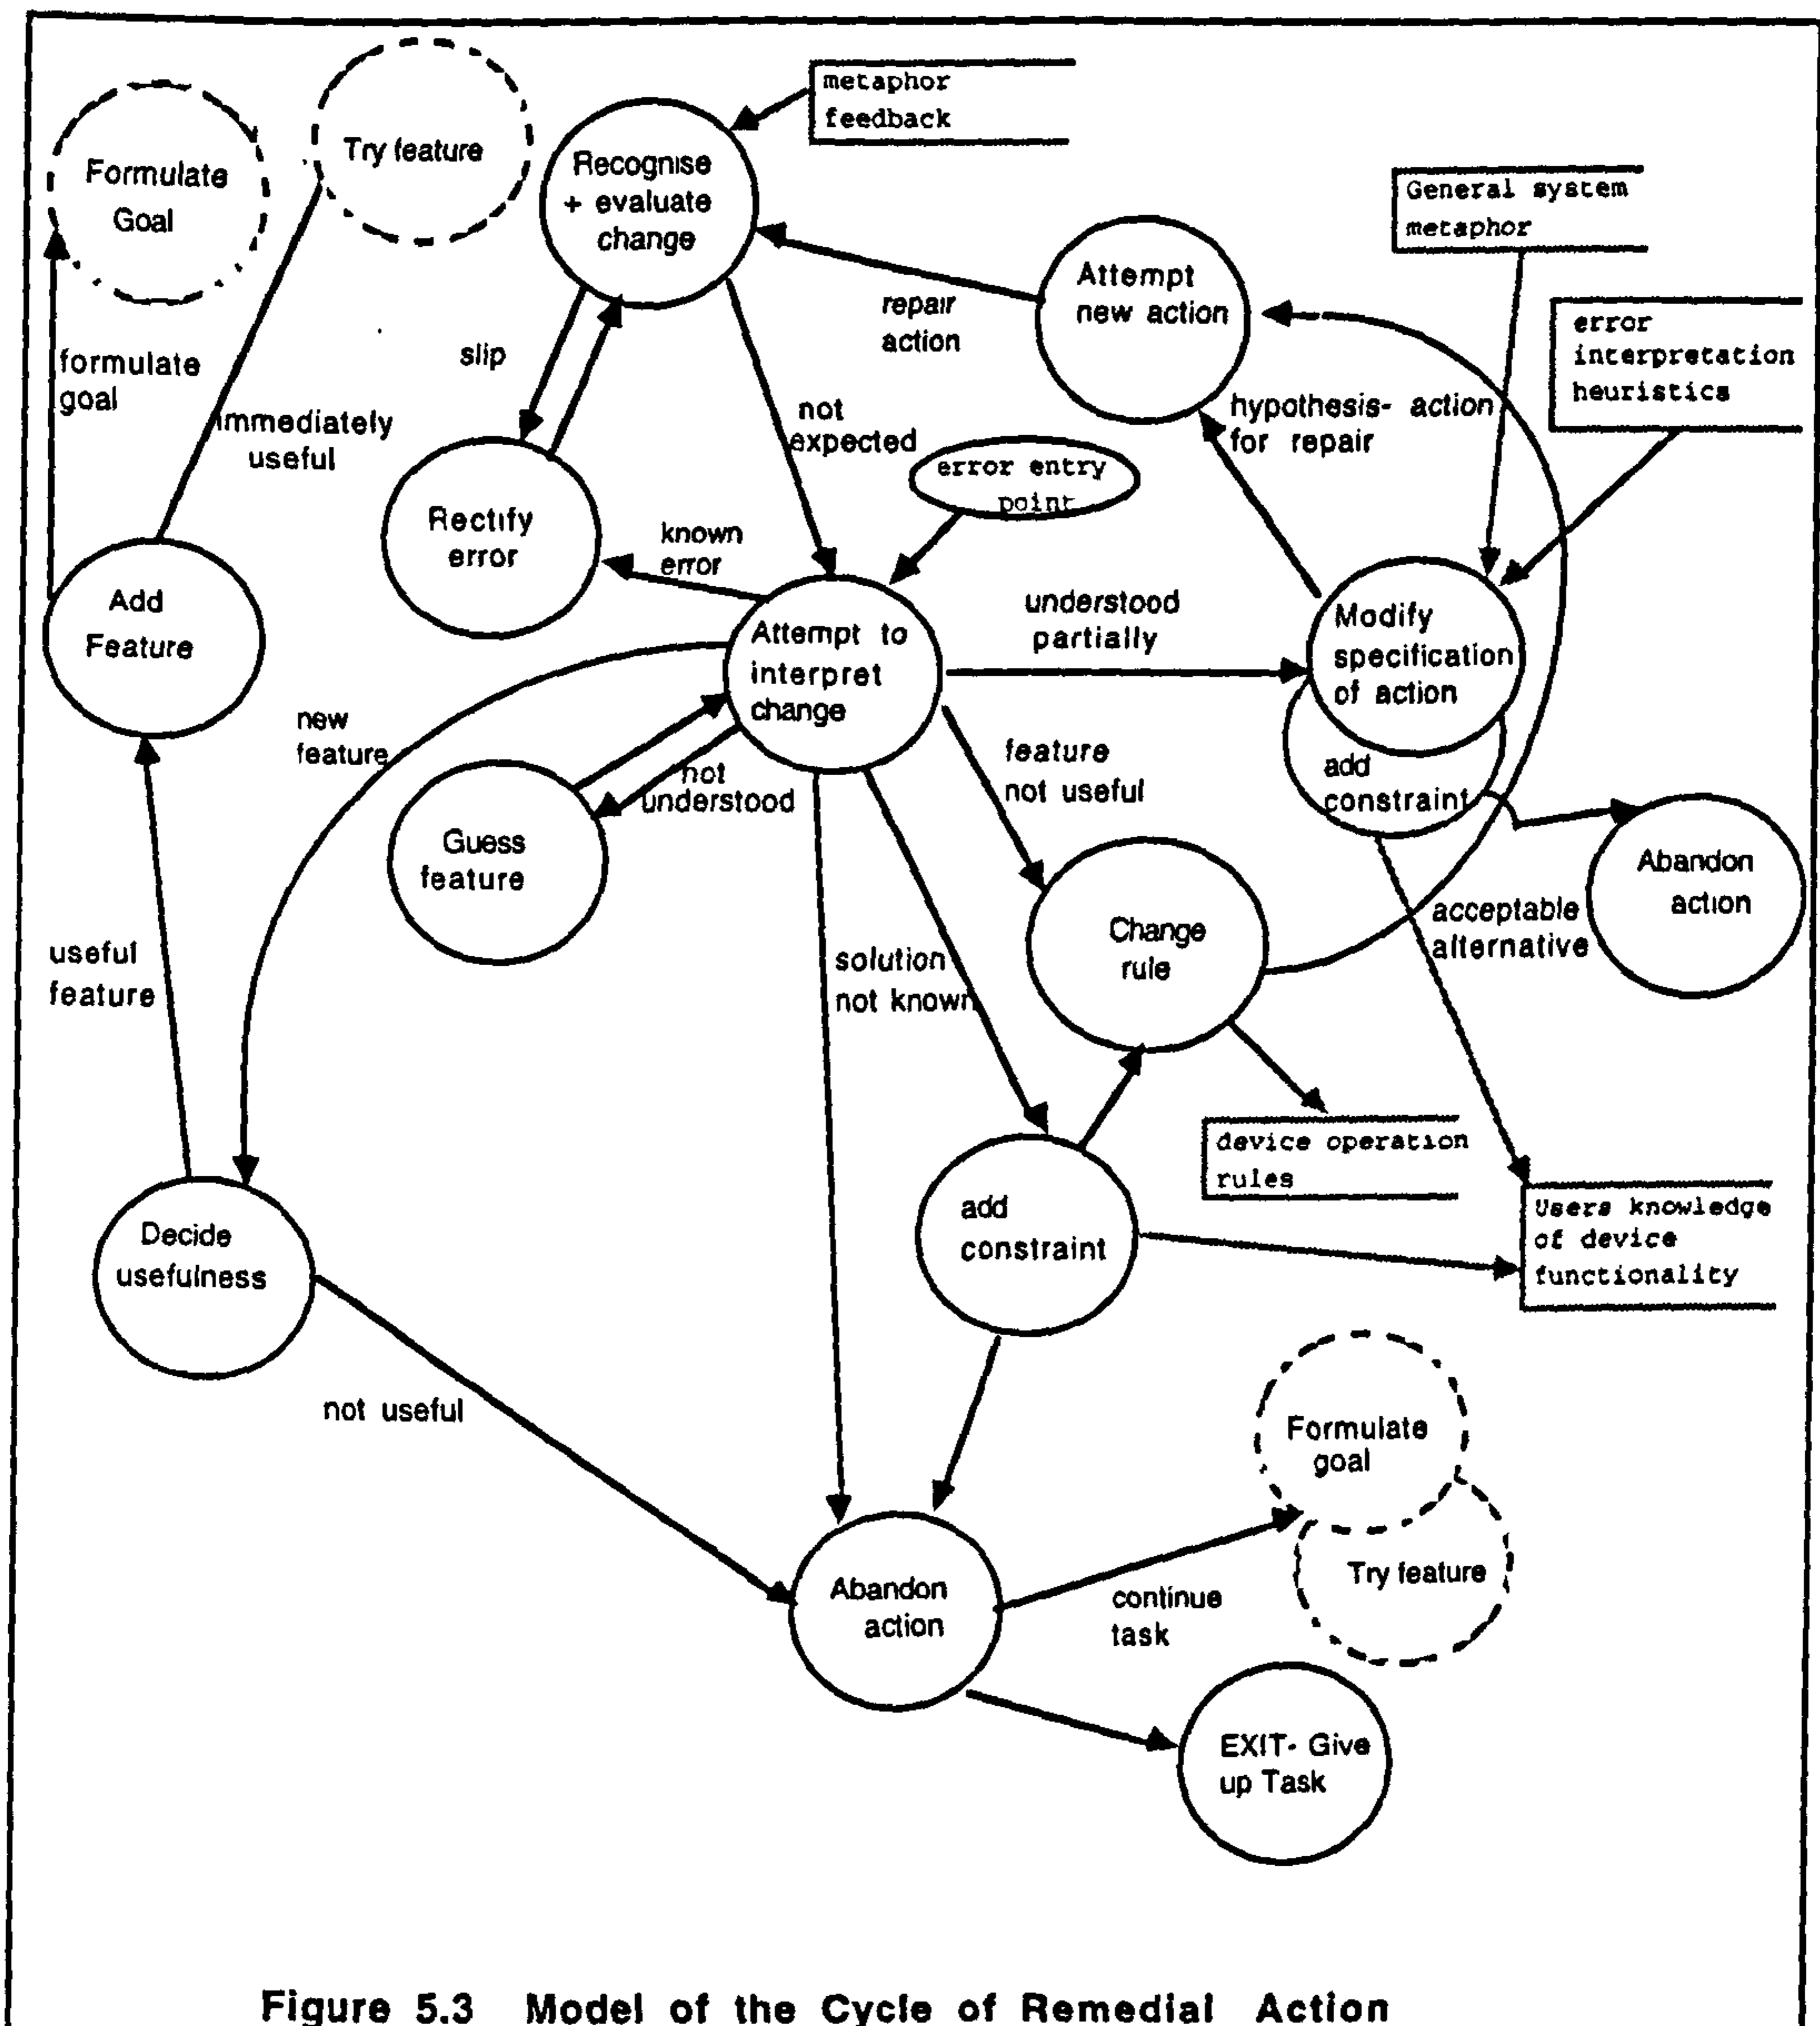 metaphor
feedback
Try feature
Formulate
Goal
Recognise
+ evaluate
change
General system
metaphor
Attempt
new action
repair
action
error
interpretation
heuristics
slip
formulate
goal
immediately
useful
not
expected
hypothesis- action
for repair
error entry
point
Rectify
error
known
error
Add
Feature
understood
partially
Modify
specification
of action
Attempt to
interpret
change
new
feature
not
understood
feature
not useful
add
constraint
Guess
feature
Abandon
action
acceptable
alternative
Change
rule
useful
feature
solution
not known
device operation
rules
Users knowledge
of device
functionality
add
constraint
Decide
usefulness
not useful
Formulate
goal
Try feature
Abandon
action
continue
task
EXIT- Give
up Task
Figure 5.3 Model of the Cycle of Remedial Action